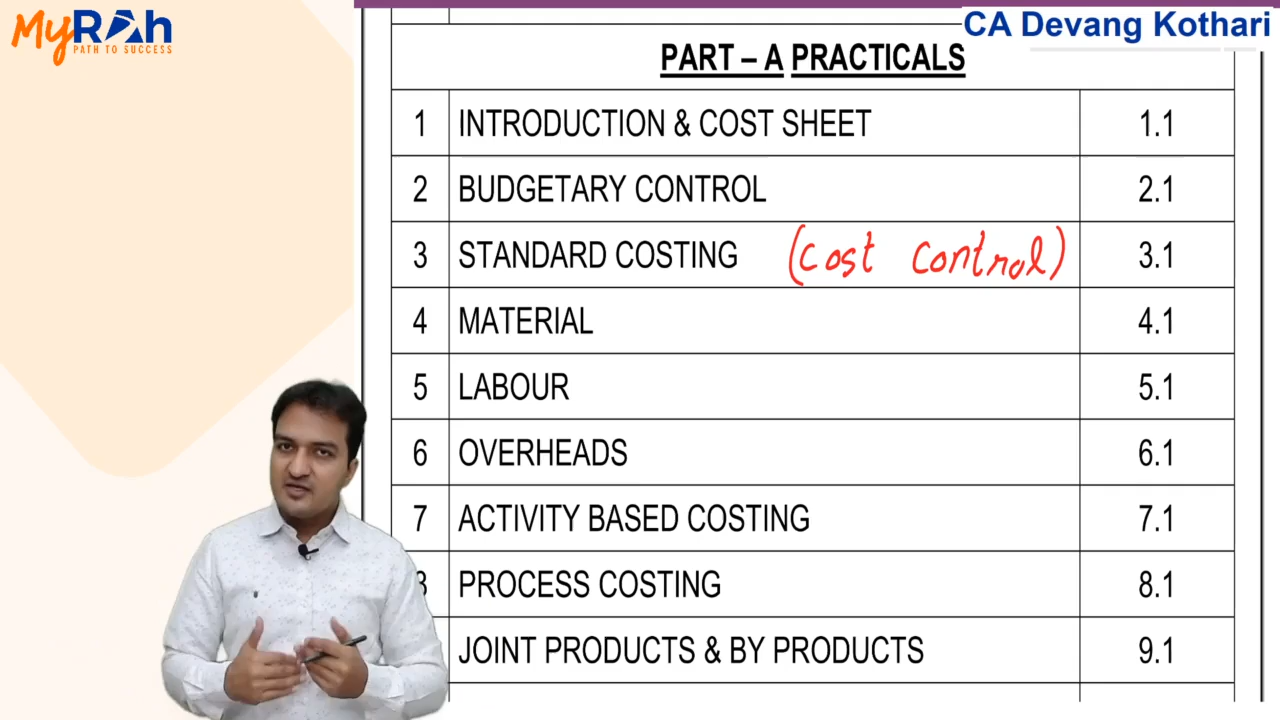 MyRAh
PATH TO SUCCESS
CA Devang Kothari
PART – A PRACTICALS
1 INTRODUCTION & COST SHEET 1.1
2 BUDGETARY CONTROL 2.1
3 STANDARD COSTING (Cost Control) 3.1
4 MATERIAL 4.1
5 LABOUR 5.1
6 OVERHEADS 6.1
7 ACTIVITY BASED COSTING 7.1
8 PROCESS COSTING 8.1
JOINT PRODUCTS & BY PRODUCTS 9.1